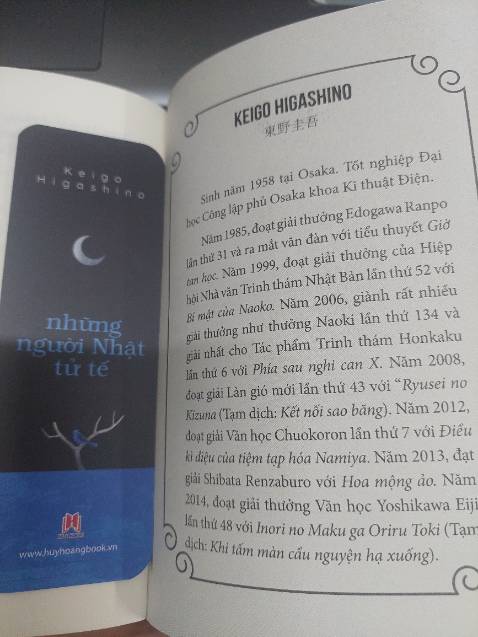 Keigo
Higashino
những
người Nhật
tử tế
www.huyhoangbook.vn
KEIGO HIGASHINO
東野圭吾
Sinh năm 1958 tại Osaka. Tốt nghiệp Đại
học Công lập phủ Osaka khoa Kĩ thuật Điện.
Năm 1985, đoạt giải thưởng Edogawa Ranpo
lần thứ 31 và ra mắt văn đàn với tiểu thuyết Giờ
tan học. Năm 1999, đoạt giải thưởng của Hiệp
hội Nhà văn Trinh thám Nhật Bản lần thứ 52 với
Bí mật của Naoko. Năm 2006, giành rất nhiều
giải thưởng như thưởng Naoki lần thứ 134 và
giải nhất cho Tác phẩm Trinh thám Honkaku
lần thứ 6 với Phía sau nghi can X. Năm 2008,
đoạt giải Làn gió mới lần thứ 43 với “Ryusei no
Kizuna (Tạm dịch: Kết nối sao băng). Năm 2012,
đoạt giải Văn học Chuokoron lần thứ 7 với Điều
kì diệu của tiệm tạp hóa Namiya. Năm 2013, đạt
giải Shibata Renzaburo với Hoa mộng ảo. Năm
2014, đoạt giải thưởng Văn học Yoshikawa Eiji
lần thứ 48 với Inori no Maku ga Oriru Toki (Tạm
dịch: Khi tấm màn cầu nguyện hạ xuống).